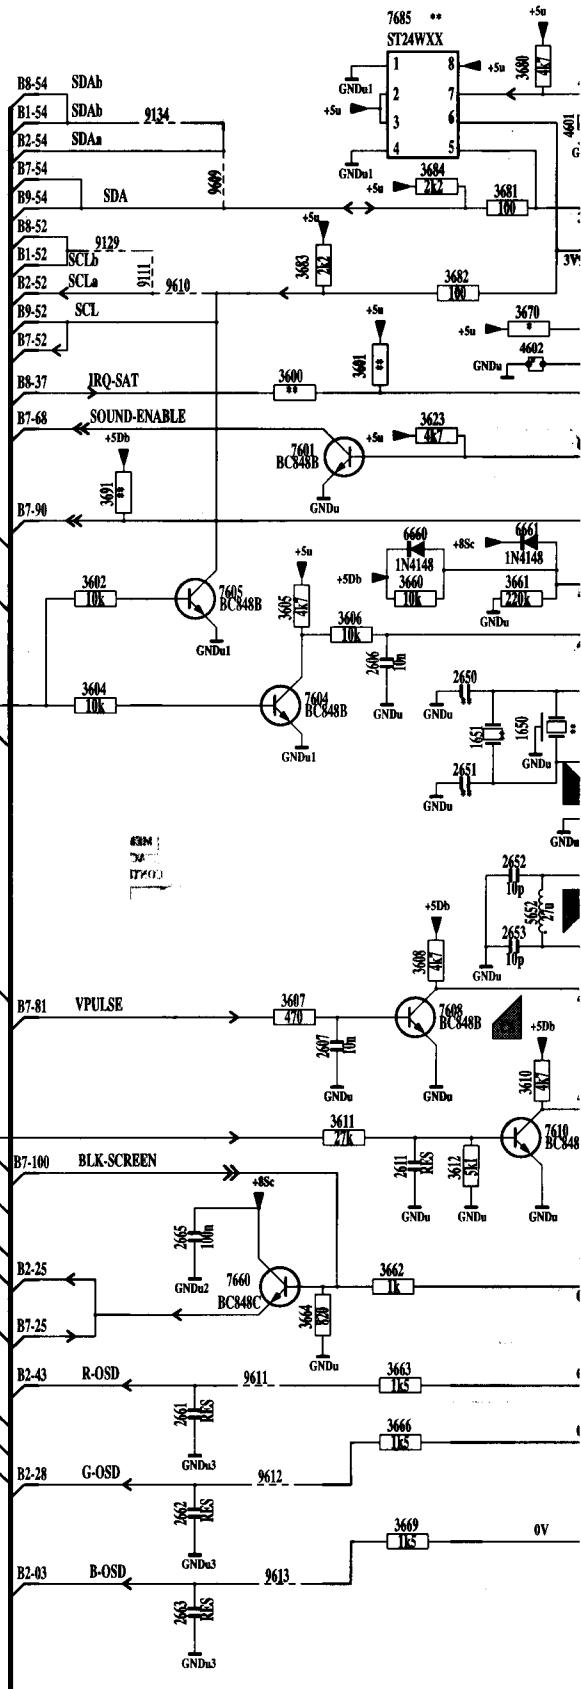 7685 **
ST24WXX
+5u
3680
4k7
1
8
+5u
GNDu1
2
7
+5u
3
6
4
5
GNDu1
4601
B8-54 SDAb
B1-54 SDAb
9134
B2-54 SDAa
B7-54
9609
B9-54 SDA
3684
+5u
2k2
3681
100
B8-52
9129
B1-52 SCLb
9111
B2-52 SCLa
9610
B9-52 SCL
B7-52
+5u
3683
2k2
3682
100
3670
+5u
*
4602
GNDu
B8-37 IRQ-SAT
3600
**
+5u
3601
**
B7-68 SOUND-ENABLE
+5Db
3691
**
7601
BC848B
GNDu
3623
+5u
4k7
B7-90
6660
1N4148
+5Db
3660
10k
6661
+8Sc
1N4148
3661
220k
GNDu
3602
10k
7605
BC848B
GNDu1
+5u
3605
4k7
3606
10k
2606
10n
GNDu
3604
10k
7604
BC848B
GNDu1
2650
**
GNDu
1651
*
1650
**
GNDu
2651
**
GNDu
GNDu
2652
10p
5652
27u
2653
10p
GNDu
+5Db
3608
4k7
B7-81 VPULSE
3607
470
2607
10n
GNDu
7608
BC848B
GNDu
+5Db
3610
4k7
3611
27k
2611
RES
GNDu
3612
5k1
GNDu
7610
BC848
GNDu
B7-100 BLK-SCREEN
+8Sc
2665
100n
GNDu2
7660
BC848C
3662
1k
3664
820
GNDu
B2-25
B7-25
B2-43 R-OSD
9611
3663
1k5
2661
RES
GNDu3
3666
1k5
B2-28 G-OSD
9612
2662
RES
GNDu3
3669
1k5
0V
B2-03 B-OSD
9613
2663
RES
GNDu3